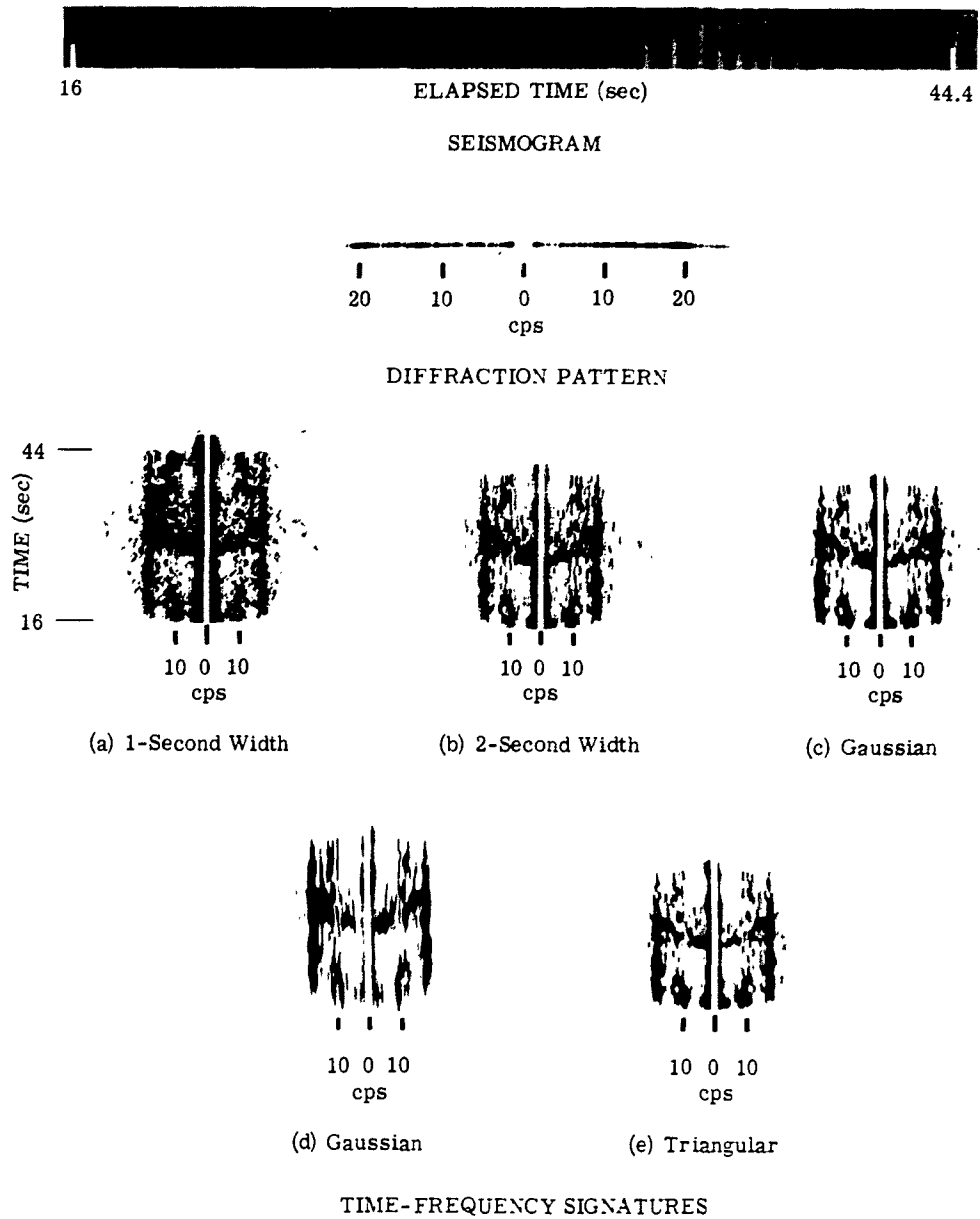 16 ELAPSED TIME (sec) 44.4
SEISMOGRAM
20 10 0 10 20
cps
DIFFRACTION PATTERN
44
TIME (sec)
16
10 0 10
cps
(a) 1-Second Width
10 0 10
cps
(b) 2-Second Width
10 0 10
cps
(c) Gaussian
10 0 10
cps
(d) Gaussian
10 0 10
cps
(e) Triangular
TIME-FREQUENCY SIGNATURES